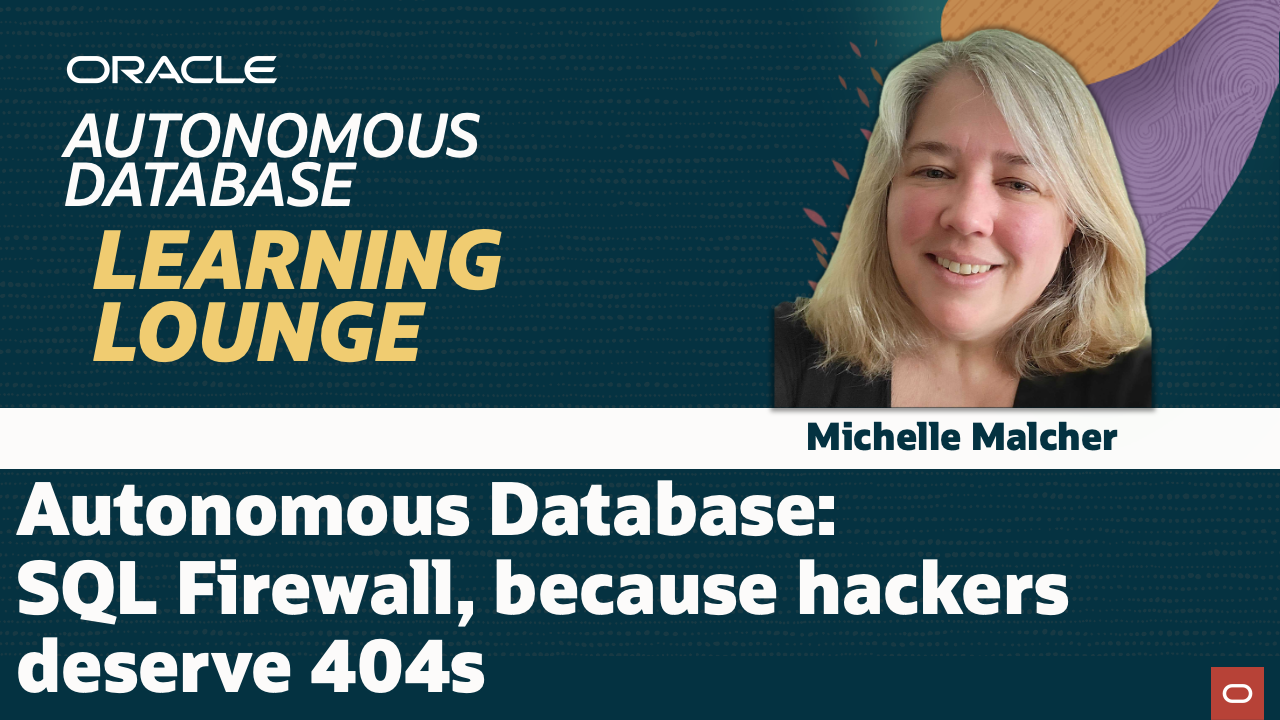 ORACLE
AUTONOMOUS
DATABASE
LEARNING
LOUNGE
Michelle Malcher
Autonomous Database:
SQL Firewall, because hackers
deserve 404s